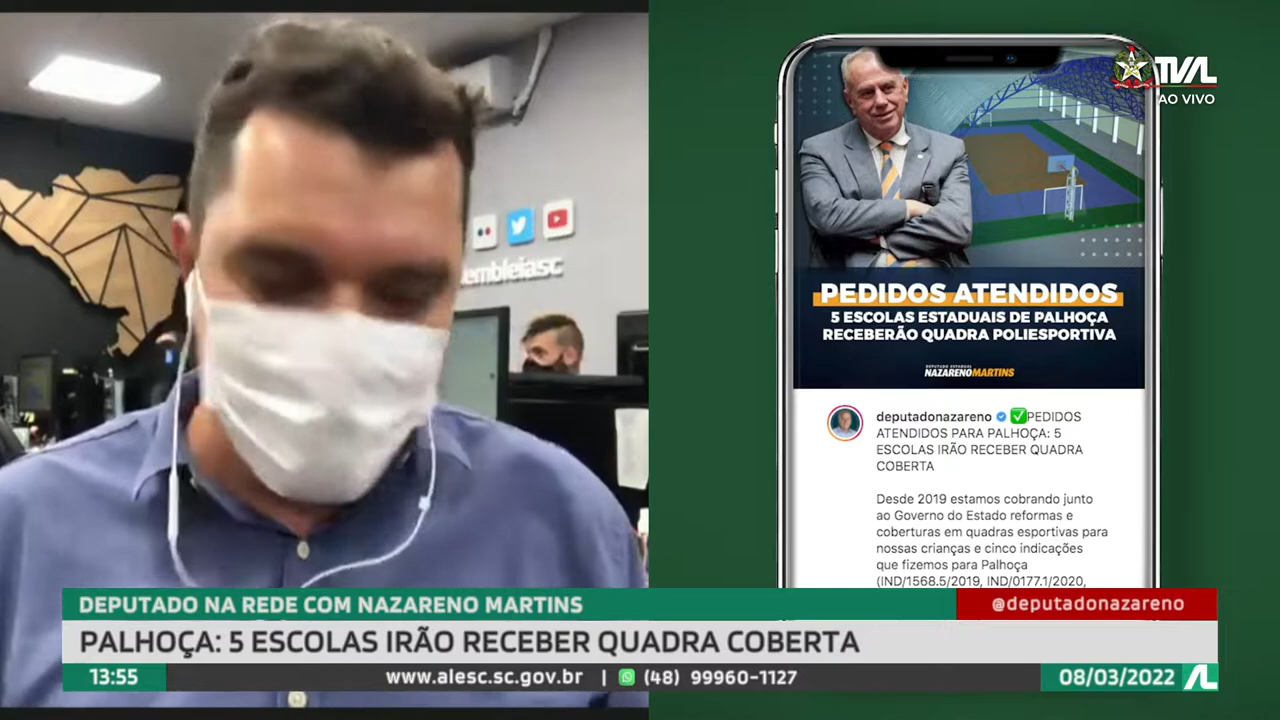 embleiasc
TVAL
AO VIVO
PEDIDOS ATENDIDOS
5 ESCOLAS ESTADUAIS DE PALHOÇA
RECEBERÃO QUADRA POLIESPORTIVA
DEPUTADO ESTADUAL
NAZARENOMARTINS
deputadonazareno ✅PEDIDOS
ATENDIDOS PARA PALHOÇA: 5
ESCOLAS IRÃO RECEBER QUADRA
COBERTA
Desde 2019 estamos cobrando junto
ao Governo do Estado reformas e
coberturas em quadras esportivas para
nossas crianças e cinco indicações
que fizemos para Palhoça
(IND/1568.5/2019, IND/0177.1/2020,
DEPUTADO NA REDE COM NAZARENO MARTINS
@deputadonazareno
PALHOÇA: 5 ESCOLAS IRÃO RECEBER QUADRA COBERTA
13:55
www.alesc.sc.gov.br | (48) 99960-1127
08/03/2022